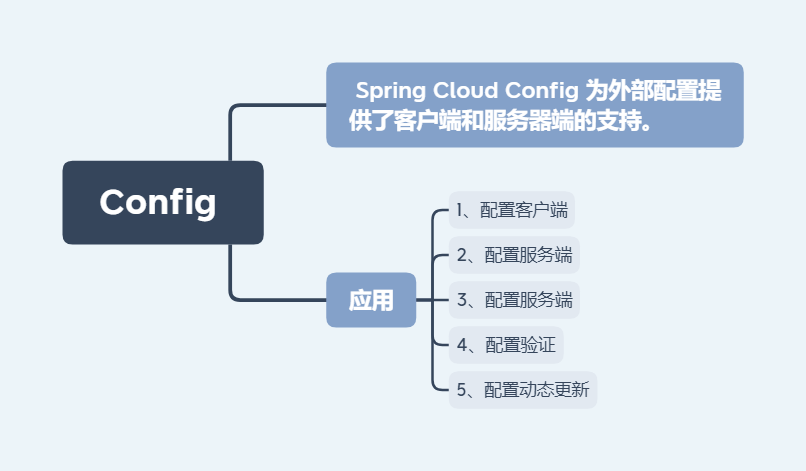 Spring Cloud Config 为外部配置提
供了客户端和服务器端的支持。
Config
应用
1、配置客户端
2、配置服务端
3、配置服务端
4、配置验证
5、配置动态更新